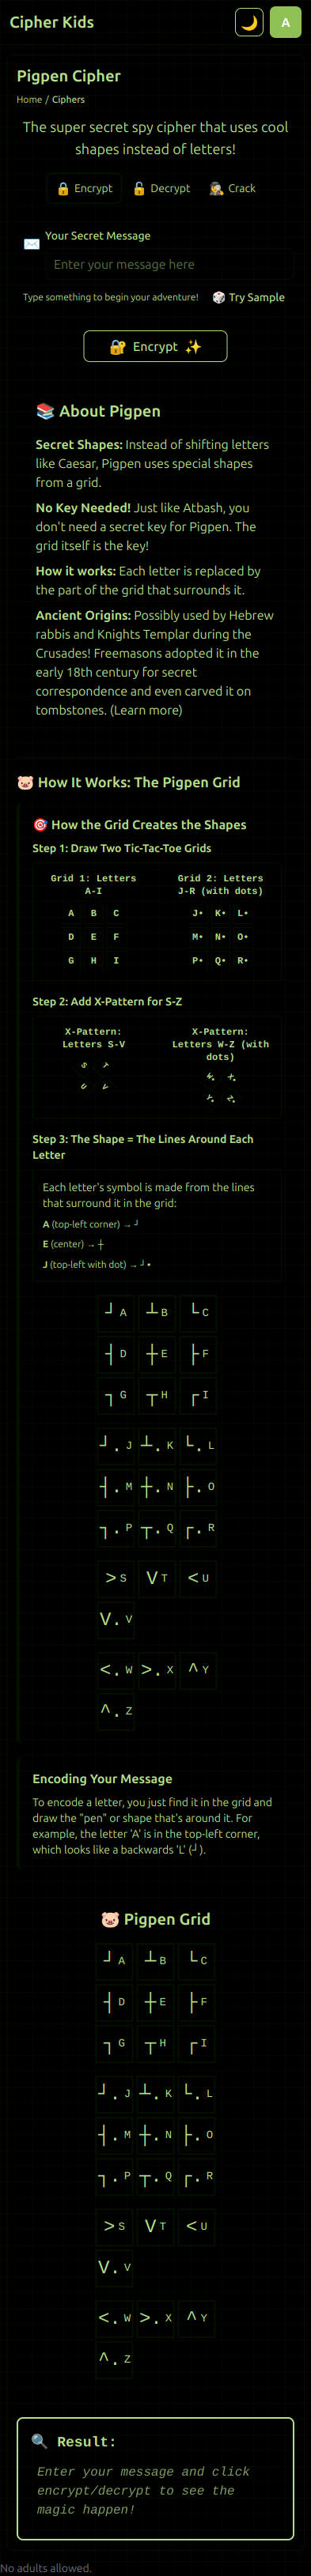 Cipher Kids
A
Pigpen Cipher
Home / Ciphers
The super secret spy cipher that uses cool
shapes instead of letters!
Encrypt
Decrypt
Crack
Your Secret Message
Enter your message here
Type something to begin your adventure!
Try Sample
Encrypt
About Pigpen
Secret Shapes: Instead of shifting letters
like Caesar, Pigpen uses special shapes
from a grid.
No Key Needed! Just like Atbash, you
don't need a secret key for Pigpen. The
grid itself is the key!
How it works: Each letter is replaced by
the part of the grid that surrounds it.
Ancient Origins: Possibly used by Hebrew
rabbis and Knights Templar during the
Crusades! Freemasons adopted it in the
early 18th century for secret
correspondence and even carved it on
tombstones. (Learn more)
How It Works: The Pigpen Grid
How the Grid Creates the Shapes
Step 1: Draw Two Tic-Tac-Toe Grids
Grid 1: Letters
A-I
A B C
D E F
G H I
Grid 2: Letters
J-R (with dots)
J• K• L•
M• N• O•
P• Q• R•
Step 2: Add X-Pattern for S-Z
X-Pattern:
Letters S-V
S T
U V
X-Pattern:
Letters W-Z (with
dots)
W• X•
Y• Z•
Step 3: The Shape = The Lines Around Each
Letter
Each letter's symbol is made from the lines
that surround it in the grid:
A (top-left corner) → ┘
E (center) → ┼
J (top-left with dot) → ┘•
┘ A ┴ B └ C
┤ D ┼ E ├ F
┐ G ┬ H ┌ I
┘. J ┴. K └. L
┤. M ┼. N ├. O
┐. P ┬. Q ┌. R
> S V T < U
V. V
<. W >. X ^ Y
^. Z
Encoding Your Message
To encode a letter, you just find it in the grid and
draw the "pen" or shape that's around it. For
example, the letter 'A' is in the top-left corner,
which looks like a backwards 'L' (┘).
Pigpen Grid
┘ A ┴ B └ C
┤ D ┼ E ├ F
┐ G ┬ H ┌ I
┘. J ┴. K └. L
┤. M ┼. N ├. O
┐. P ┬. Q ┌. R
> S V T < U
V. V
<. W >. X ^ Y
^. Z
Result:
Enter your message and click
encrypt/decrypt to see the
magic happen!
No adults allowed.